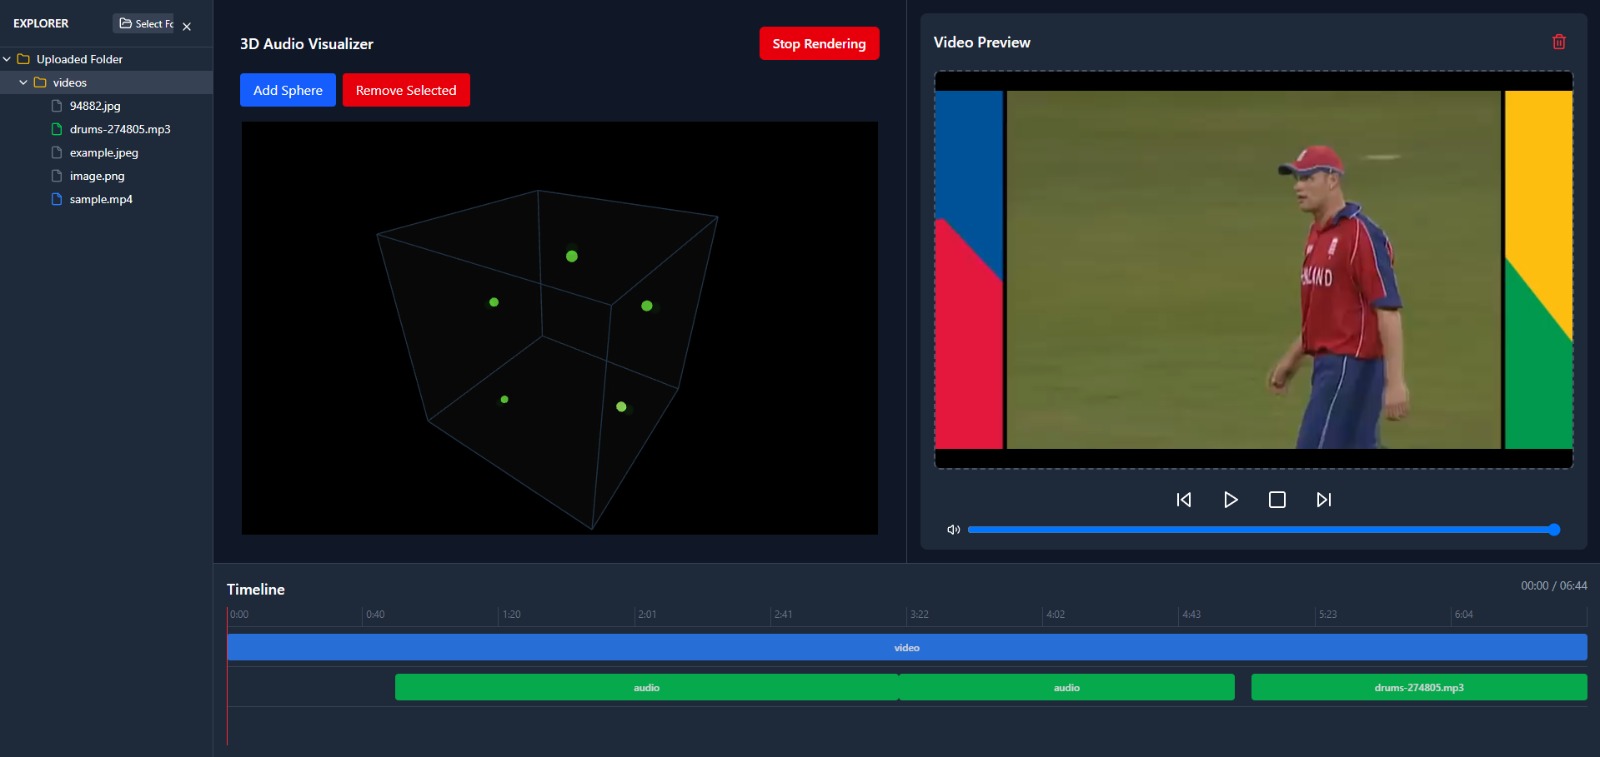 EXPLORER
Select Fo
Uploaded Folder
videos
94882.jpg
drums-274805.mp3
example.jpeg
image.png
sample.mp4
3D Audio Visualizer
Stop Rendering
Add Sphere
Remove Selected
Video Preview
Timeline
00:00 / 06:44
0:00 0:40 1:20 2:01 2:41 3:22 4:02 4:43 5:23 6:04
video
audio audio drums-274805.mp3